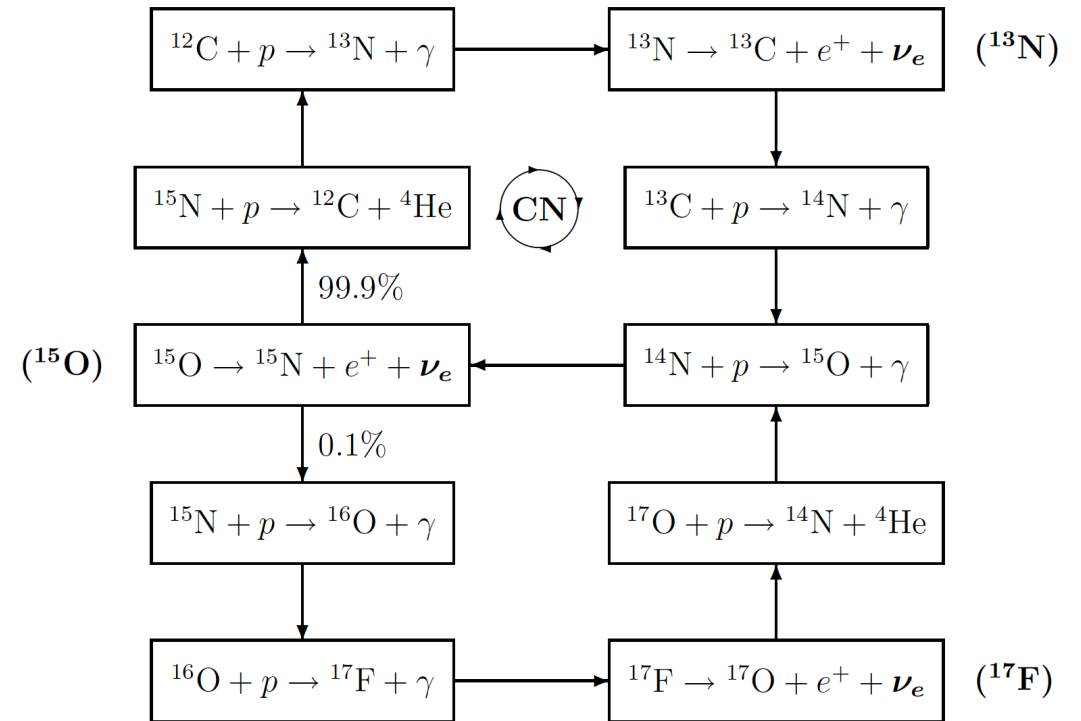 ¹²C + p → ¹³N + γ
¹³N → ¹³C + e⁺ + νₑ
(¹³N)
¹⁵N + p → ¹²C + ⁴He
CN
¹³C + p → ¹⁴N + γ
99.9%
(¹⁵O)
¹⁵O → ¹⁵N + e⁺ + νₑ
¹⁴N + p → ¹⁵O + γ
0.1%
¹⁵N + p → ¹⁶O + γ
¹⁷O + p → ¹⁴N + ⁴He
¹⁶O + p → ¹⁷F + γ
¹⁷F → ¹⁷O + e⁺ + νₑ
(¹⁷F)